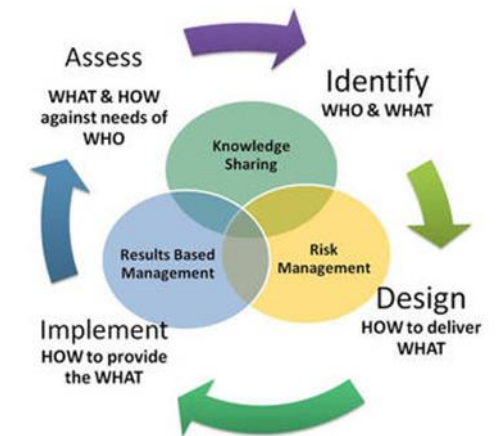 Assess
WHAT & HOW
against needs of
WHO
Identify
WHO & WHAT
Knowledge
Sharing
Results Based
Management
Risk
Management
Design
HOW to deliver
WHAT
Implement
HOW to provide
the WHAT